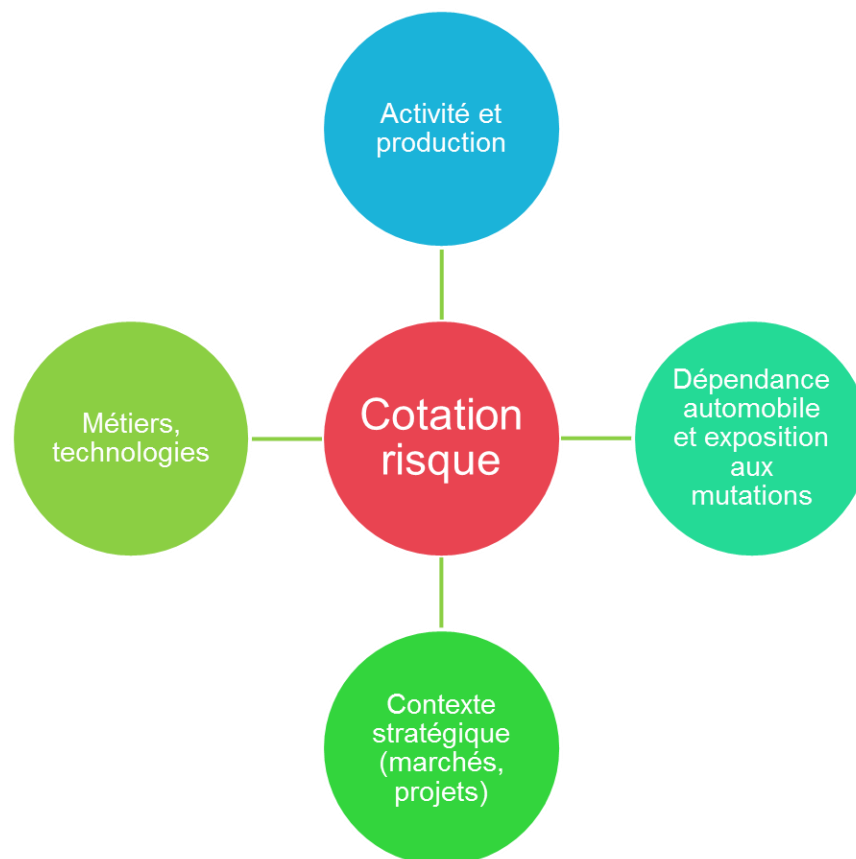 Activité et
production
Métiers,
technologies
Cotation
risque
Dépendance
automobile
et exposition
aux
mutations
Contexte
stratégique
(marchés,
projets)